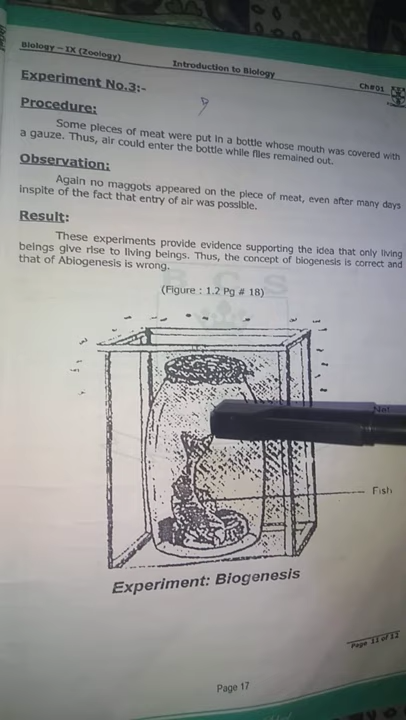 Biology – IX (Zoology)
Introduction to Biology
Ch#01
Experiment No.3:-
Procedure:
Some pieces of meat were put in a bottle whose mouth was covered with
a gauze. Thus, air could enter the bottle while flies remained out.
Observation:
Again no maggots appeared on the piece of meat, even after many days
inspite of the fact that entry of air was possible.
Result:
These experiments provide evidence supporting the idea that only living
beings give rise to living beings. Thus, the concept of biogenesis is correct and
that of Abiogenesis is wrong.
B C S
(Figure : 1.2 Pg # 18)
Fish
Experiment: Biogenesis
Page 11 of 12
Page 17